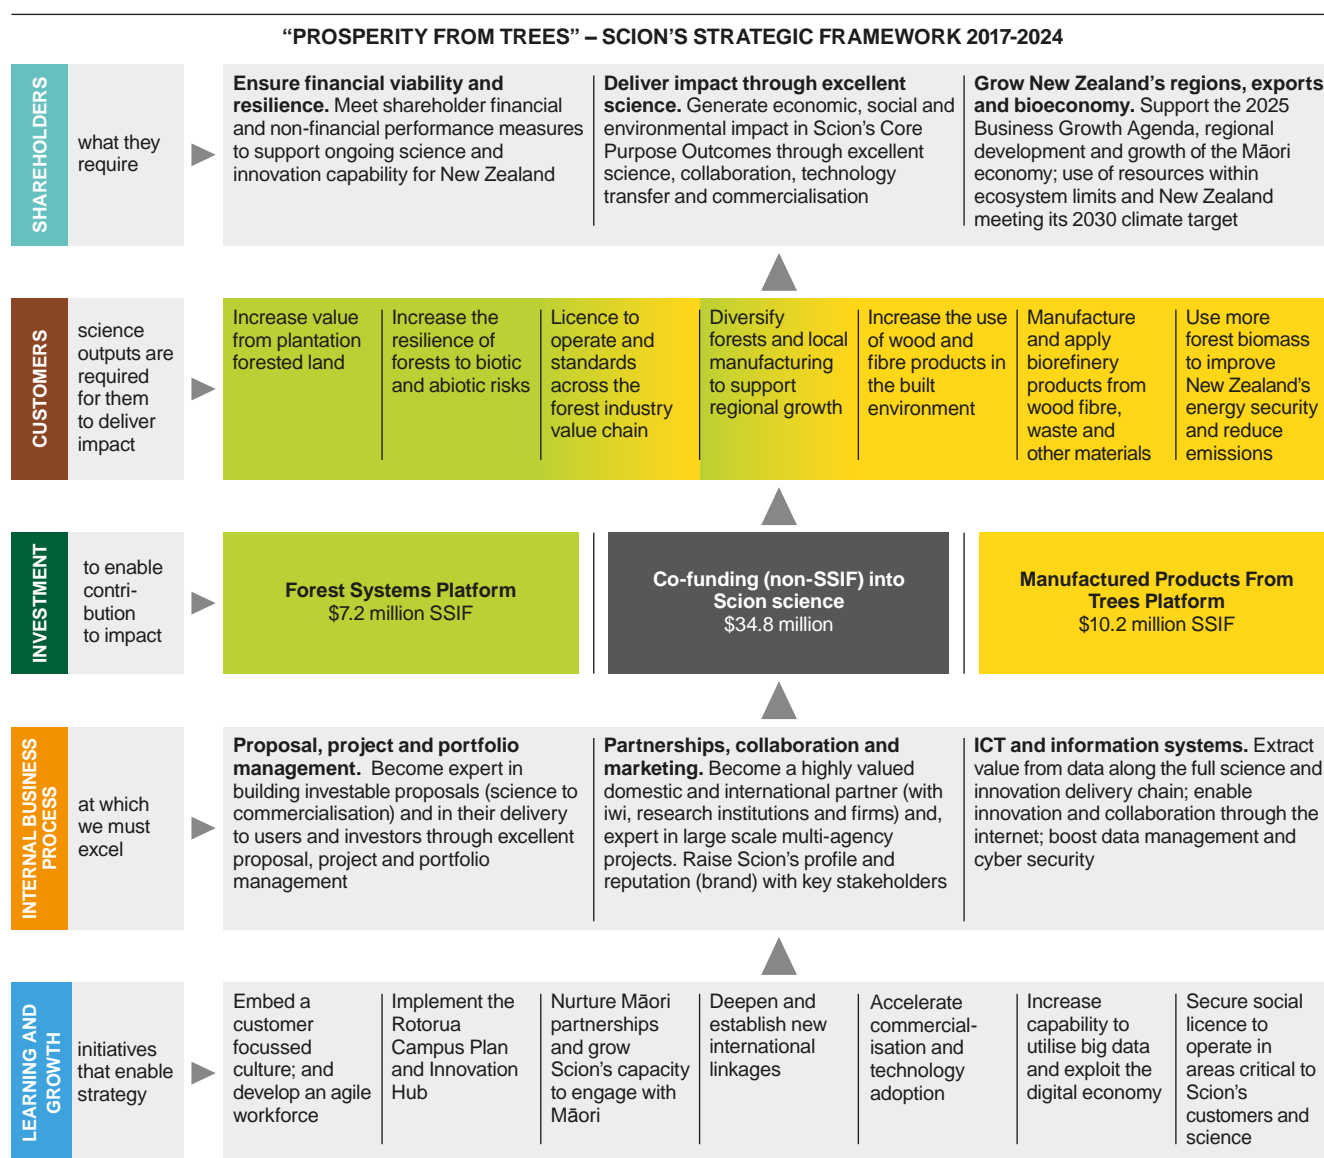 “PROSPERITY FROM TREES” – SCION’S STRATEGIC FRAMEWORK 2017-2024
SHAREHOLDERS
what they
require
Ensure financial viability and
resilience. Meet shareholder financial
and non-financial performance measures
to support ongoing science and
innovation capability for New Zealand
Deliver impact through excellent
science. Generate economic, social and
environmental impact in Scion’s Core
Purpose Outcomes through excellent
science, collaboration, technology
transfer and commercialisation
Grow New Zealand’s regions, exports
and bioeconomy. Support the 2025
Business Growth Agenda, regional
development and growth of the Māori
economy; use of resources within
ecosystem limits and New Zealand
meeting its 2030 climate target
CUSTOMERS
science
outputs are
required
for them
to deliver
impact
Increase value
from plantation
forested land
Increase the
resilience of
forests to biotic
and abiotic risks
Licence to
operate and
standards
across the
forest industry
value chain
Diversify
forests and local
manufacturing
to support
regional growth
Increase the use
of wood and
fibre products in
the built
environment
Manufacture
and apply
biorefinery
products from
wood fibre,
waste and
other materials
Use more
forest biomass
to improve
New Zealand’s
energy security
and reduce
emissions
INVESTMENT
to enable
contri-
bution
to impact
Forest Systems Platform
$7.2 million SSIF
Co-funding (non-SSIF) into
Scion science
$34.8 million
Manufactured Products From
Trees Platform
$10.2 million SSIF
INTERNAL BUSINESS
PROCESS
at which
we must
excel
Proposal, project and portfolio
management. Become expert in
building investable proposals (science to
commercialisation) and in their delivery
to users and investors through excellent
proposal, project and portfolio
management
Partnerships, collaboration and
marketing. Become a highly valued
domestic and international partner (with
iwi, research institutions and firms) and,
expert in large scale multi-agency
projects. Raise Scion’s profile and
reputation (brand) with key stakeholders
ICT and information systems. Extract
value from data along the full science and
innovation delivery chain; enable
innovation and collaboration through the
internet; boost data management and
cyber security
LEARNING AND
GROWTH
initiatives
that enable
strategy
Embed a
customer
focussed
culture; and
develop an agile
workforce
Implement the
Rotorua
Campus Plan
and Innovation
Hub
Nurture Māori
partnerships
and grow
Scion’s capacity
to engage with
Māori
Deepen and
establish new
international
linkages
Accelerate
commercial-
isation and
technology
adoption
Increase
capability to
utilise big data
and exploit the
digital economy
Secure social
licence to
operate in
areas critical to
Scion’s
customers and
science